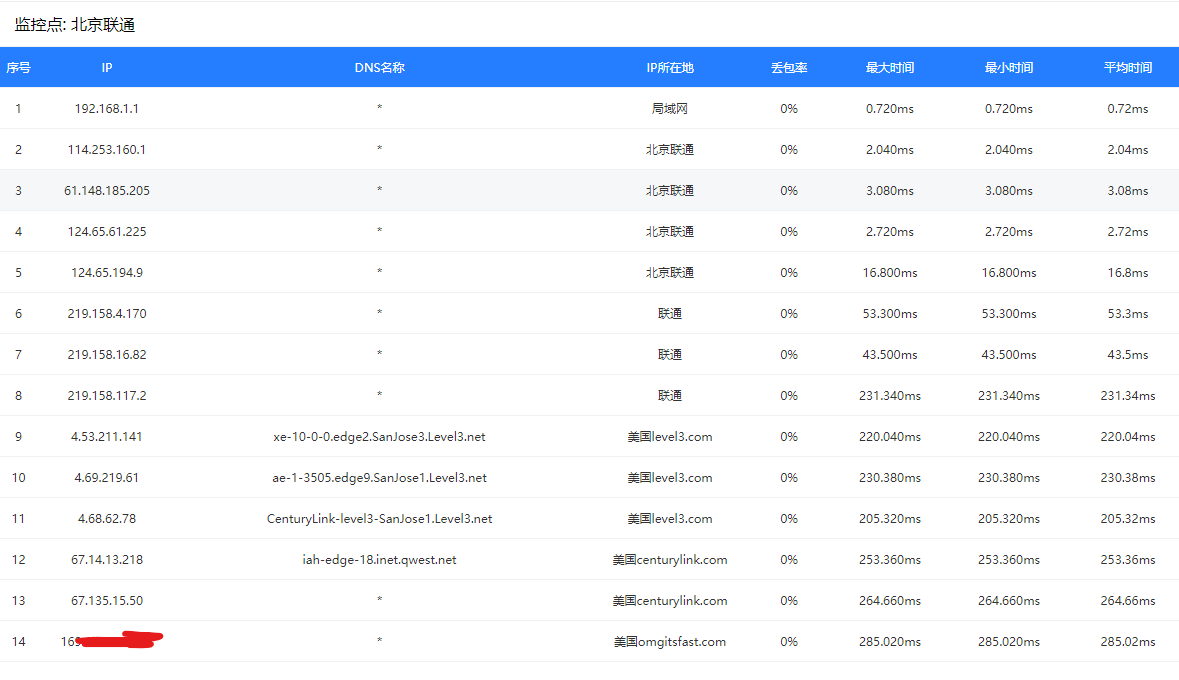 监控点: 北京联通
序号 IP DNS名称 IP所在地 丢包率 最大时间 最小时间 平均时间
1 192.168.1.1 * 局域网 0% 0.720ms 0.720ms 0.72ms
2 114.253.160.1 * 北京联通 0% 2.040ms 2.040ms 2.04ms
3 61.148.185.205 * 北京联通 0% 3.080ms 3.080ms 3.08ms
4 124.65.61.225 * 北京联通 0% 2.720ms 2.720ms 2.72ms
5 124.65.194.9 * 北京联通 0% 16.800ms 16.800ms 16.8ms
6 219.158.4.170 * 联通 0% 53.300ms 53.300ms 53.3ms
7 219.158.16.82 * 联通 0% 43.500ms 43.500ms 43.5ms
8 219.158.117.2 * 联通 0% 231.340ms 231.340ms 231.34ms
9 4.53.211.141 xe-10-0-0.edge2.SanJose3.Level3.net 美国level3.com 0% 220.040ms 220.040ms 220.04ms
10 4.69.219.61 ae-1-3505.edge9.SanJose1.Level3.net 美国level3.com 0% 230.380ms 230.380ms 230.38ms
11 4.68.62.78 CenturyLink-level3-SanJose1.Level3.net 美国level3.com 0% 205.320ms 205.320ms 205.32ms
12 67.14.13.218 iah-edge-18.inet.qwest.net 美国centurylink.com 0% 253.360ms 253.360ms 253.36ms
13 67.135.15.50 * 美国centurylink.com 0% 264.660ms 264.660ms 264.66ms
14 * 美国omgitsfast.com 0% 285.020ms 285.020ms 285.02ms